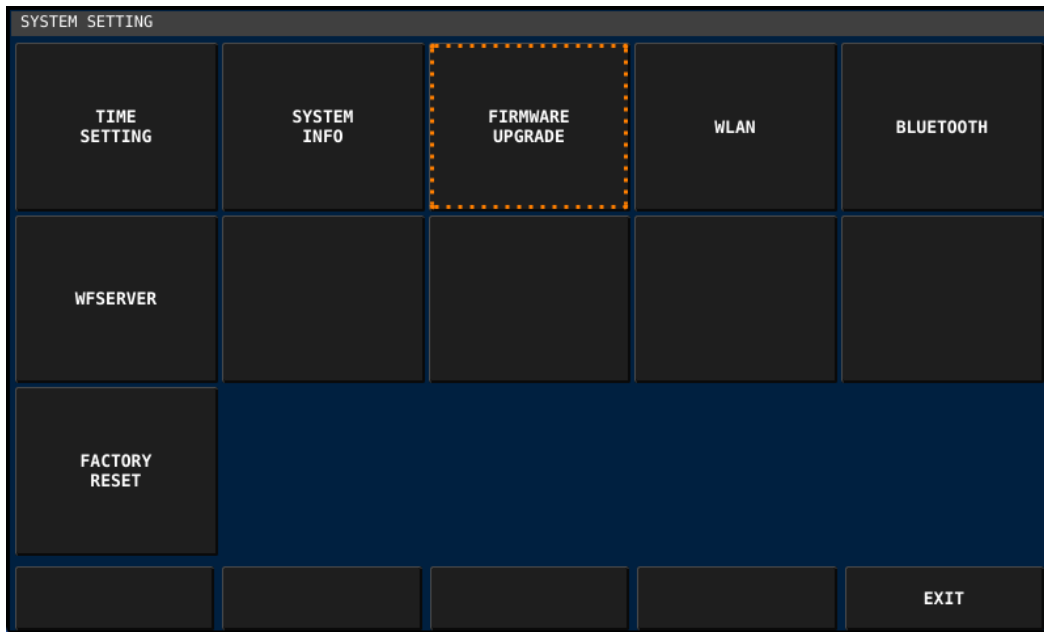 SYSTEM SETTING
TIME
SETTING
SYSTEM
INFO
FIRMWARE
UPGRADE
WLAN
BLUETOOTH
WFSERVER
FACTORY
RESET
EXIT